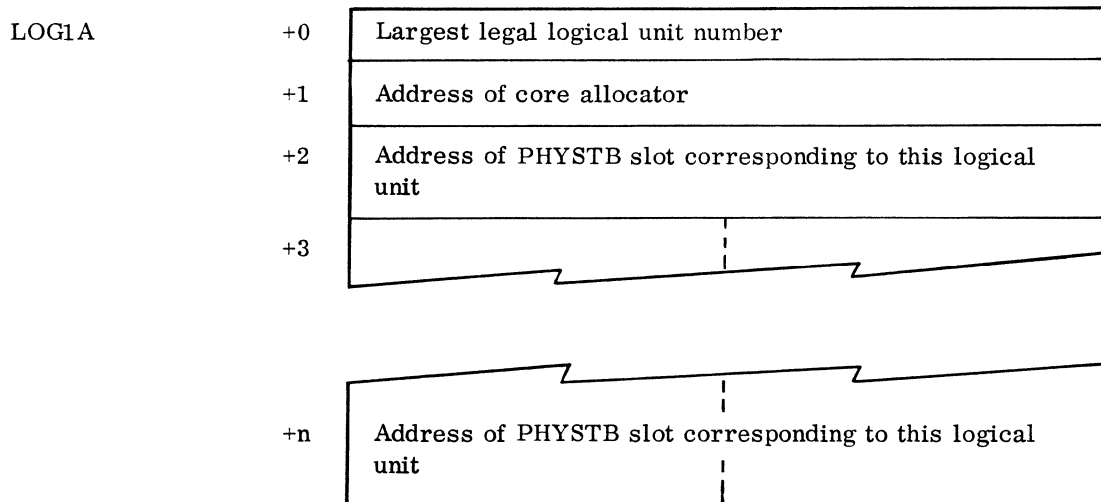 LOG1A +0 Largest legal logical unit number
+1 Address of core allocator
+2 Address of PHYSTB slot corresponding to this logical
unit
+3
+n Address of PHYSTB slot corresponding to this logical
unit